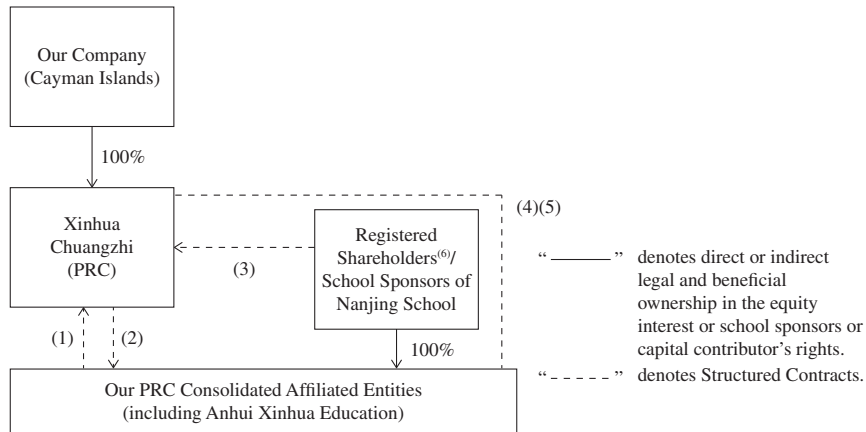 Our Company
(Cayman Islands)
100%
Xinhua
Chuangzhi
(PRC)
(3)
Registered
Shareholders(6)/
School Sponsors of
Nanjing School
(4)(5)
(1)
(2)
100%
Our PRC Consolidated Affiliated Entities
(including Anhui Xinhua Education)
“ ” denotes direct or indirect
legal and beneficial
ownership in the equity
interest or school sponsors or
capital contributor’s rights.
“ ” denotes Structured Contracts.